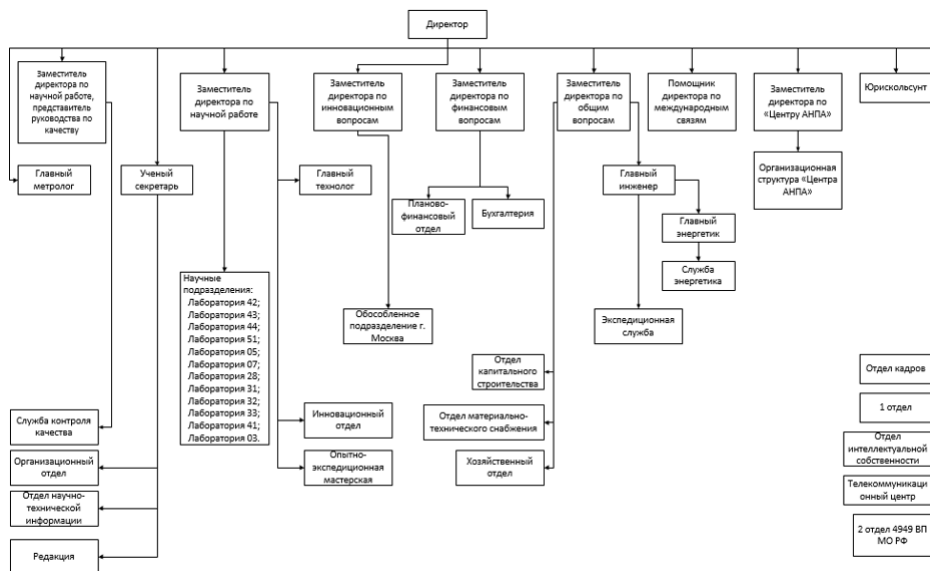 Директор
Заместитель
директора по
научной работе,
представитель
руководства по
качеству
Заместитель
директора по
научной работе
Заместитель
директора по
инновационным
вопросам
Заместитель
директора по
финансовым
вопросам
Заместитель
директора по
общим
вопросам
Помощник
директора по
международным
связям
Заместитель
директора по
«Центру АНПА»
Юрискольсунт
Главный
метролог
Ученый
секретарь
Главный
технолог
Главный
инженер
Организационная
структура «Центра
АНПА»
Планово-
финансовый
отдел
Бухгалтерия
Главный
энергетик
Служба
энергетика
Научные
подразделения:
Лаборатория 42;
Лаборатория 43;
Лаборатория 44;
Лаборатория 51;
Лаборатория 05;
Лаборатория 07;
Лаборатория 28;
Лаборатория 31;
Лаборатория 32;
Лаборатория 33;
Лаборатория 41;
Лаборатория 03.
Обособленное
подразделение г.
Москва
Экспедиционная
служба
Отдел
капитального
строительства
Отдел кадров
Служба контроля
качества
Инновационный
отдел
Отдел материально-
технического снабжения
1 отдел
Отдел
интеллектуальной
собственности
Организационный
отдел
Опытно-
экспедиционная
мастерская
Хозяйственный
отдел
Телекоммуникаци
онный центр
Отдел научно-
технической
информации
2 отдел 4949 ВП
МО РФ
Редакция